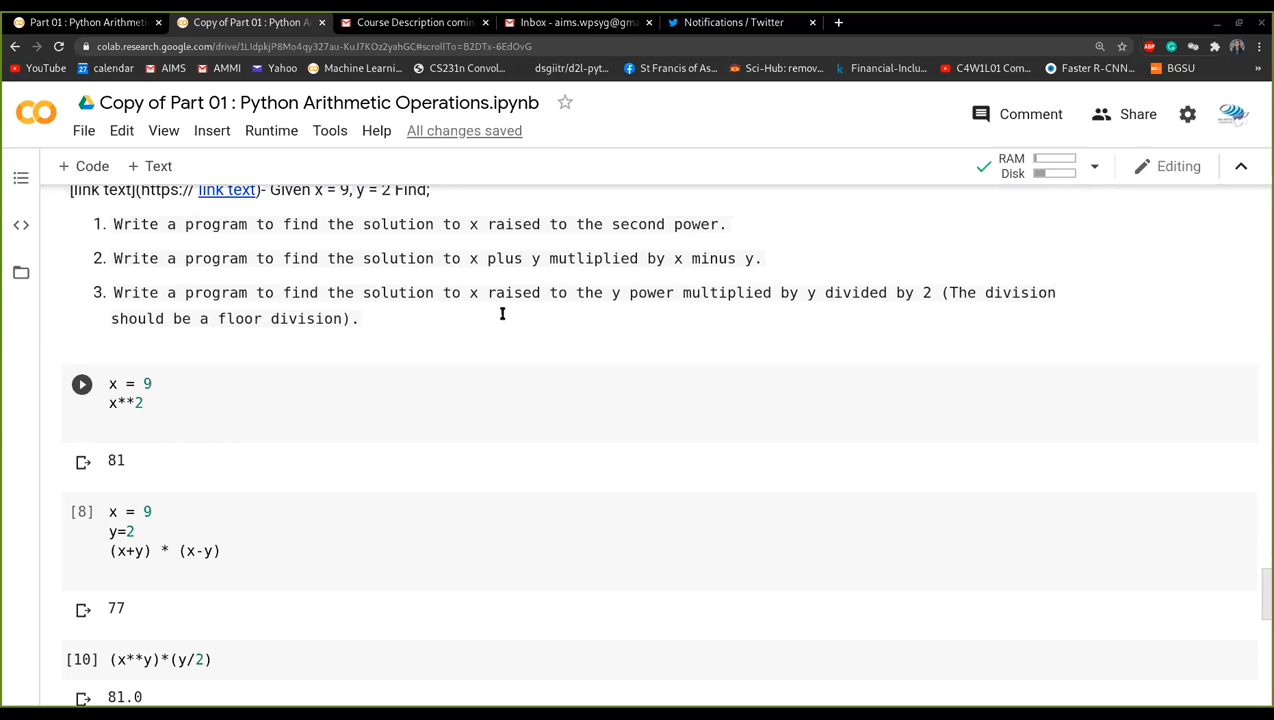 Part 01 : Python Arithmeti
Copy of Part 01 : Python A
Course Description comin
Inbox - aims.wpsyg@gma
Notifications / Twitter
colab.research.google.com/drive/1LIdpkjP8Mo4qy327au-KuJ7KOz2yahGC#scrollTo=B2DTx-6EdOvG
YouTube
calendar
AIMS
AMMI
Yahoo
Machine Learni...
CS231n Convol...
dsgiitr/d2l-pyt...
St Francis of As...
Sci-Hub: remov...
Financial-Inclu...
C4W1L01 Com...
Faster R-CNN...
BGSU
»
Copy of Part 01 : Python Arithmetic Operations.ipynb
Comment
Share
File Edit View Insert Runtime Tools Help All changes saved
+ Code + Text
RAM
Disk
Editing
[link text](https:// link text)- Given x = 9, y = 2 Find;
1. Write a program to find the solution to x raised to the second power.
2. Write a program to find the solution to x plus y mutliplied by x minus y.
3. Write a program to find the solution to x raised to the y power multiplied by y divided by 2 (The division
should be a floor division).
x = 9
x**2
81
[8] x = 9
y=2
(x+y) * (x-y)
77
[10] (x**y)*(y/2)
81.0